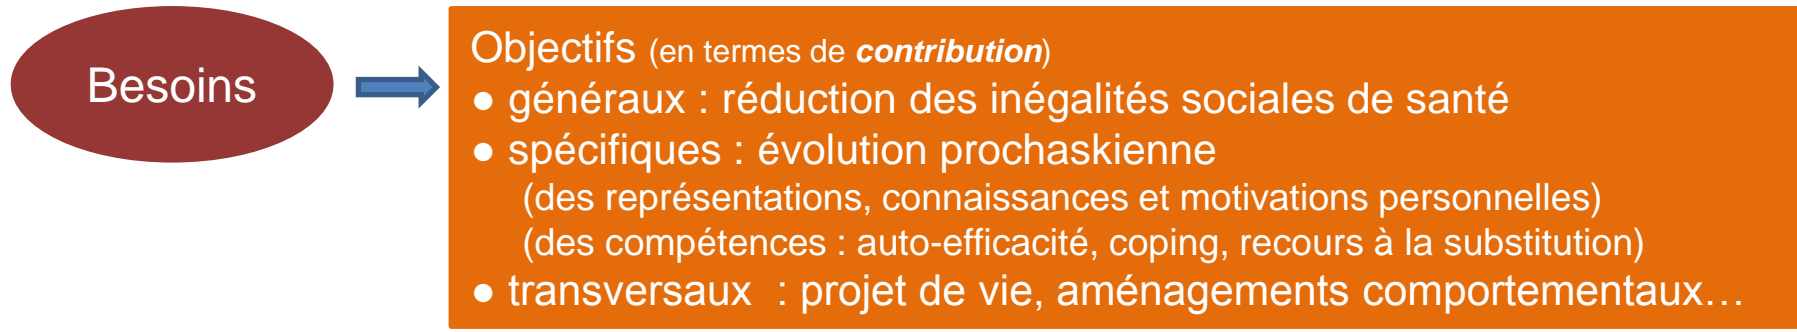 Besoins
Objectifs (en termes de contribution)
● généraux : réduction des inégalités sociales de santé
● spécifiques : évolution prochaskienne
(des représentations, connaissances et motivations personnelles)
(des compétences : auto-efficacité, coping, recours à la substitution)
● transversaux  : projet de vie, aménagements comportementaux…